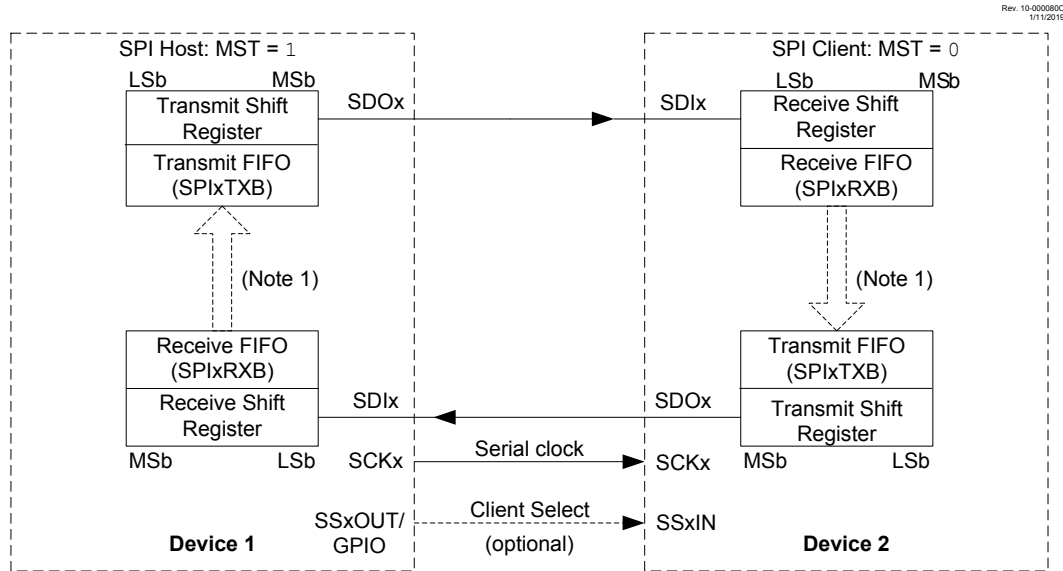 Rev. 10-000080C
1/11/2019
SPI Host: MST = 1
LSb MSb
Transmit Shift
Register
Transmit FIFO
(SPIxTXB)
SDOx
(Note 1)
Receive FIFO
(SPIxRXB)
Receive Shift
Register
MSb LSb
SDIx
SCKx
SSxOUT/
GPIO
Device 1
Serial clock
Client Select
(optional)
SPI Client: MST = 0
LSb MSb
SDIx
Receive Shift
Register
Receive FIFO
(SPIxRXB)
(Note 1)
Transmit FIFO
(SPIxTXB)
Transmit Shift
Register
SDOx
MSb LSb
SCKx
SSxIN
Device 2